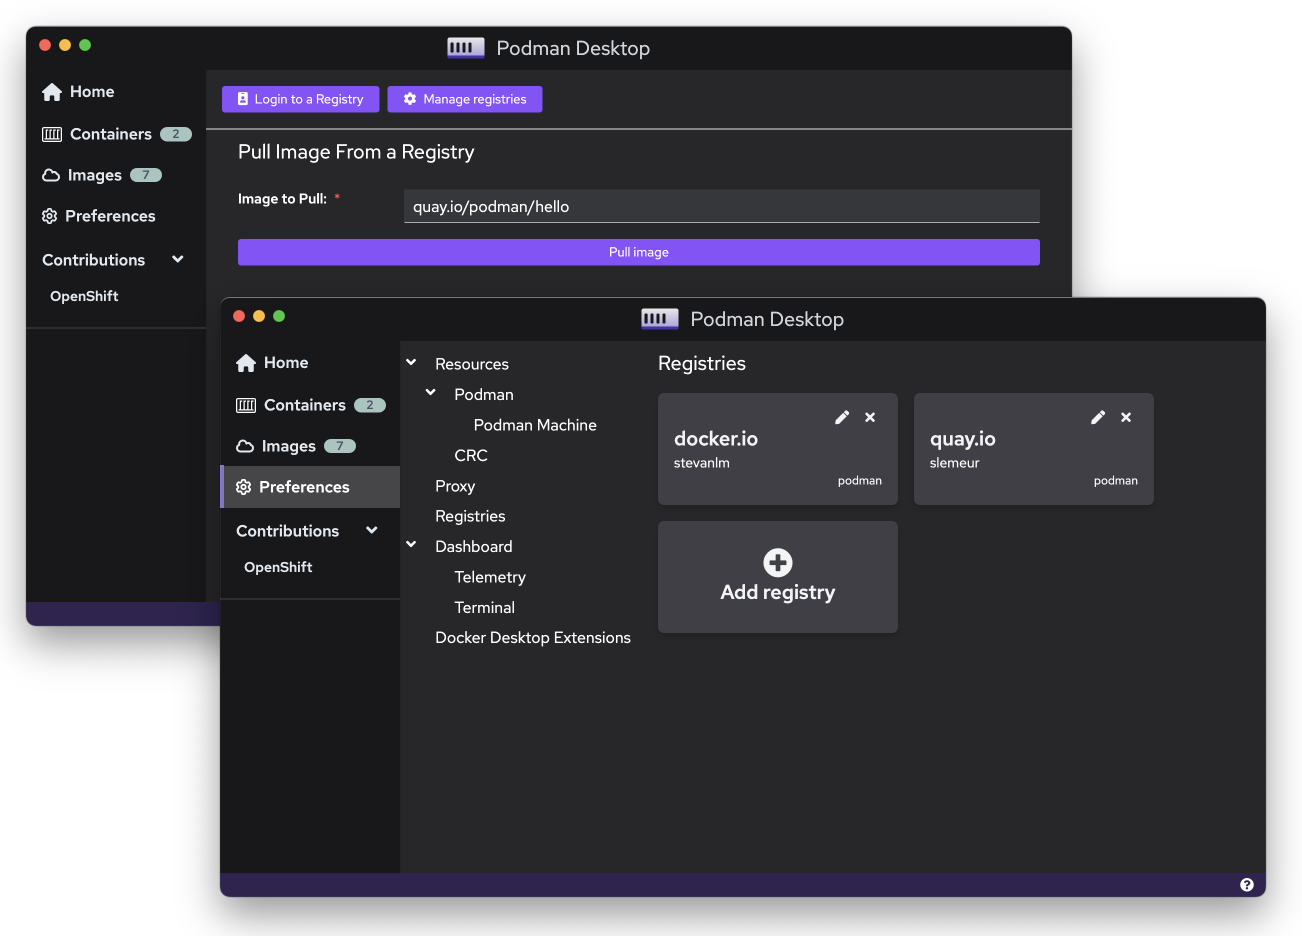 Podman Desktop
Home
Containers 2
Images 7
Preferences
Contributions
OpenShift
Login to a Registry
Manage registries
Pull Image From a Registry
Image to Pull: *
quay.io/podman/hello
Pull image
Podman Desktop
Home
Containers 2
Images 7
Preferences
Contributions
OpenShift
Resources
Podman
Podman Machine
CRC
Proxy
Registries
Dashboard
Telemetry
Terminal
Docker Desktop Extensions
Registries
docker.io
stevanlm
podman
quay.io
slemeur
podman
Add registry
?